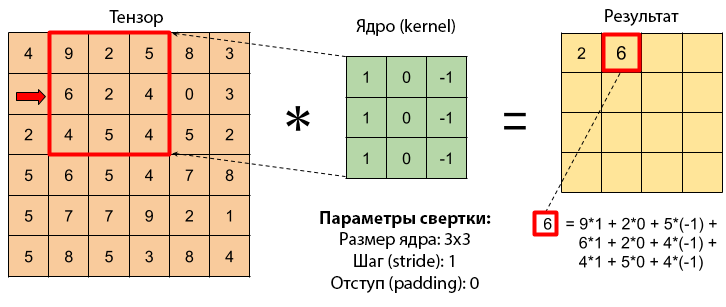 Тензор
Ядро (kernel)
Результат
4 9 2 5 8 3
6 2 4 0 3
2 4 5 4 5 2
5 6 5 4 7 8
5 7 7 9 2 1
5 8 5 3 8 4
*
1 0 -1
1 0 -1
1 0 -1
=
2 6
Параметры свертки:
Размер ядра: 3x3
Шаг (stride): 1
Отступ (padding): 0
6 = 9*1 + 2*0 + 5*(-1) +
6*1 + 2*0 + 4*(-1) +
4*1 + 5*0 + 4*(-1)